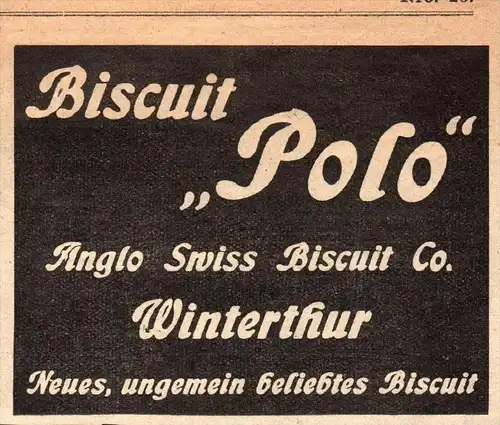 Biscuit
„Polo“
Anglo Swiss Biscuit Co.
Winterthur
Neues, ungemein beliebtes Biscuit